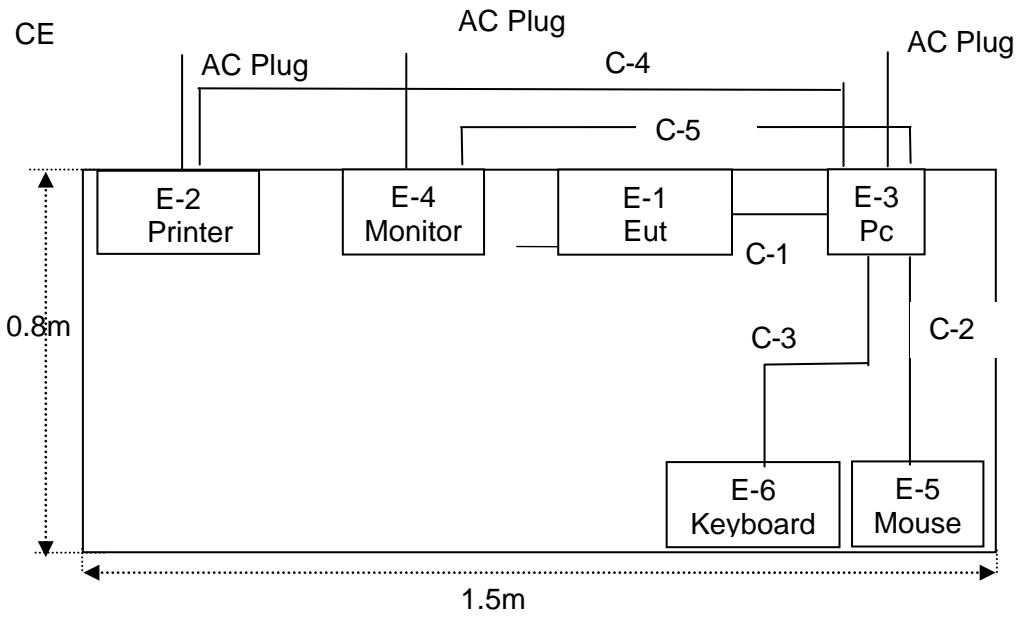 CE
AC Plug
AC Plug
AC Plug
C-4
C-5
E-2
Printer
E-4
Monitor
E-1
Eut
E-3
Pc
C-1
0.8m
C-3
C-2
E-6
Keyboard
E-5
Mouse
1.5m